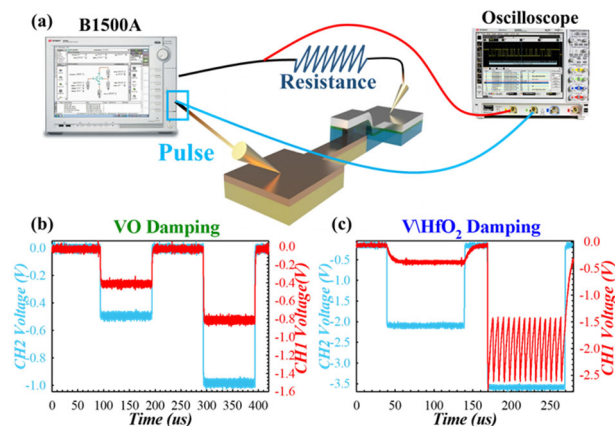 (a) B1500A
Oscilloscope
Resistance
Pulse
(b) VO Damping
0.0
-0.2
-0.4
-0.6
-0.8
-1.0
CH2 Voltage (V)
0.0
-0.2
-0.4
-0.6
-0.8
-1.0
-1.2
-1.4
-1.6
CH1 Voltage(V)
0 50 100 150 200 250 300 350 400
Time (us)
(c) V\HfO₂ Damping
-0.5
-1.0
-1.5
-2.0
-2.5
-3.0
-3.5
CH2 Voltage (V)
0.0
-0.5
-1.0
-1.5
-2.0
-2.5
CH1 Voltage (V)
0 50 100 150 200 250
Time (us)